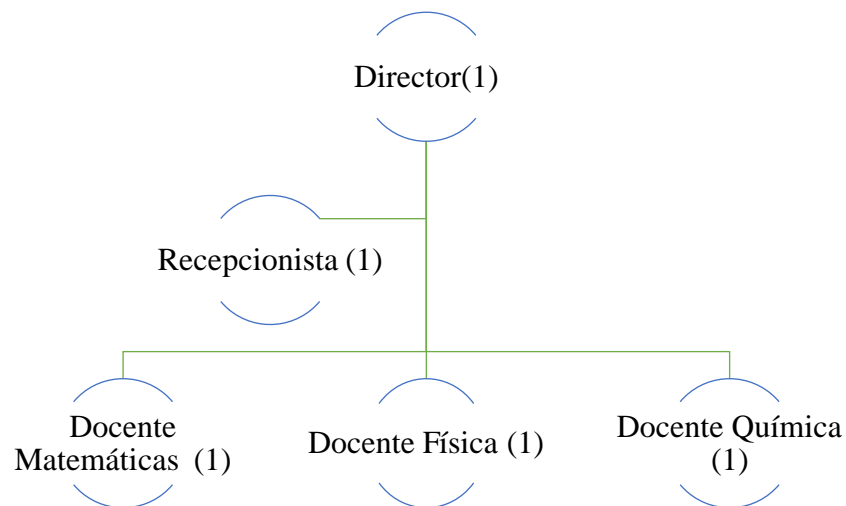 Director(1)
Recepcionista (1)
Docente
Matemáticas (1)
Docente Física (1)
Docente Química
(1)